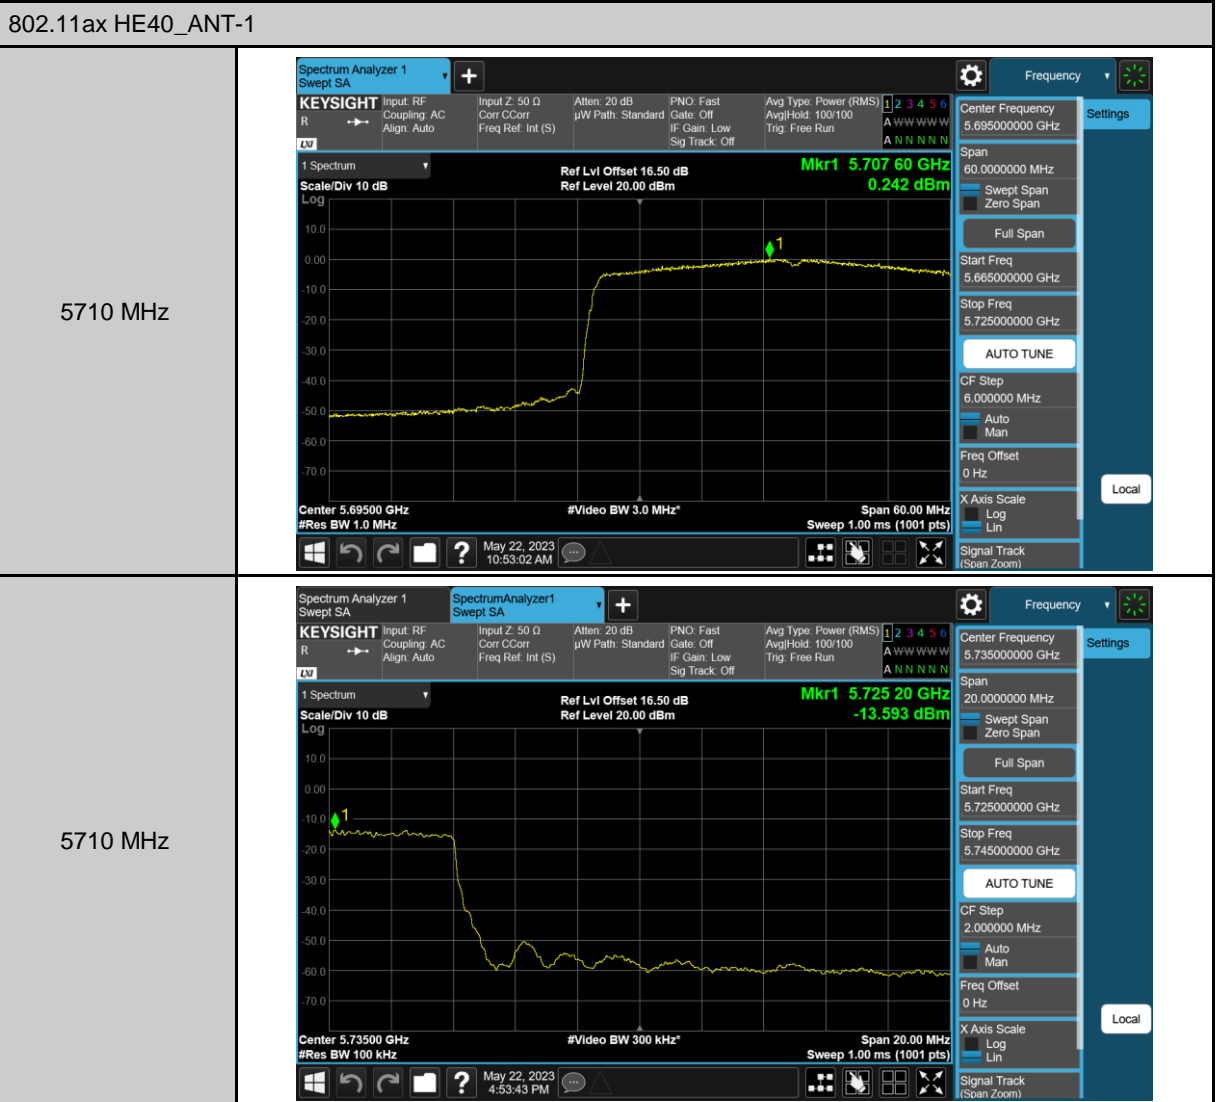 802.11ax HE40_ANT-1
5710 MHz
Spectrum Analyzer 1
Swept SA
+
Frequency
KEYSIGHT
R
LXI
Input: RF
Coupling: AC
Align: Auto
Input Z: 50 Ω
Corr CCorr
Freq Ref: Int (S)
Atten: 20 dB
µW Path: Standard
PNO: Fast
Gate: Off
IF Gain: Low
Sig Track: Off
Avg Type: Power (RMS)
Avg|Hold: 100/100
Trig: Free Run
1 2 3 4 5 6
A W W W W W
A N N N N N
1 Spectrum
Scale/Div 10 dB
Log
Ref Lvl Offset 16.50 dB
Ref Level 20.00 dBm
Mkr1 5.707 60 GHz
0.242 dBm
10.0
0.00
-10.0
-20.0
-30.0
-40.0
-50.0
-60.0
-70.0
1
Center 5.69500 GHz
#Res BW 1.0 MHz
#Video BW 3.0 MHz*
Span 60.00 MHz
Sweep 1.00 ms (1001 pts)
?
May 22, 2023
10:53:02 AM
Center Frequency
5.695000000 GHz
Settings
Span
60.0000000 MHz
Swept Span
Zero Span
Full Span
Start Freq
5.665000000 GHz
Stop Freq
5.725000000 GHz
AUTO TUNE
CF Step
6.000000 MHz
Auto
Man
Freq Offset
0 Hz
X Axis Scale
Log
Lin
Local
Signal Track
(Span Zoom)
5710 MHz
Spectrum Analyzer 1
Swept SA
SpectrumAnalyzer1
Swept SA
+
Frequency
KEYSIGHT
R
LXI
Input: RF
Coupling: AC
Align: Auto
Input Z: 50 Ω
Corr CCorr
Freq Ref: Int (S)
Atten: 20 dB
µW Path: Standard
PNO: Fast
Gate: Off
IF Gain: Low
Sig Track: Off
Avg Type: Power (RMS)
Avg|Hold: 100/100
Trig: Free Run
1 2 3 4 5 6
A W W W W W
A N N N N N
1 Spectrum
Scale/Div 10 dB
Log
Ref Lvl Offset 16.50 dB
Ref Level 20.00 dBm
Mkr1 5.725 20 GHz
-13.593 dBm
10.0
0.00
-10.0
-20.0
-30.0
-40.0
-50.0
-60.0
-70.0
1
Center 5.73500 GHz
#Res BW 100 kHz
#Video BW 300 kHz*
Span 20.00 MHz
Sweep 1.00 ms (1001 pts)
?
May 22, 2023
4:53:43 PM
Center Frequency
5.735000000 GHz
Settings
Span
20.0000000 MHz
Swept Span
Zero Span
Full Span
Start Freq
5.725000000 GHz
Stop Freq
5.745000000 GHz
AUTO TUNE
CF Step
2.000000 MHz
Auto
Man
Freq Offset
0 Hz
X Axis Scale
Log
Lin
Local
Signal Track
(Span Zoom)